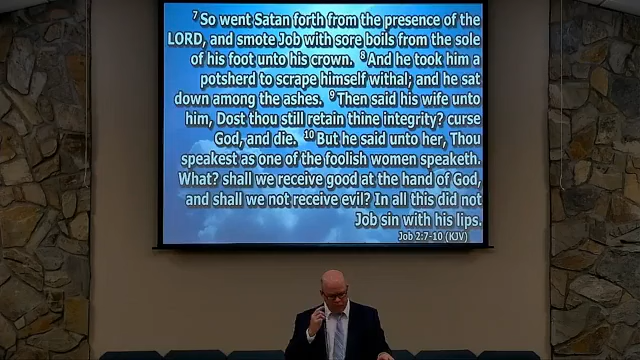 ⁷So went Satan forth from the presence of the
LORD, and smote Job with sore boils from the sole
of his foot unto his crown. ⁸And he took him a
potsherd to scrape himself withal; and he sat
down among the ashes. ⁹Then said his wife unto
him, Dost thou still retain thine integrity? curse
God, and die. ¹⁰But he said unto her, Thou
speakest as one of the foolish women speaketh.
What? shall we receive good at the hand of God,
and shall we not receive evil? In all this did not
Job sin with his lips.
Job 2:7-10 (KJV)